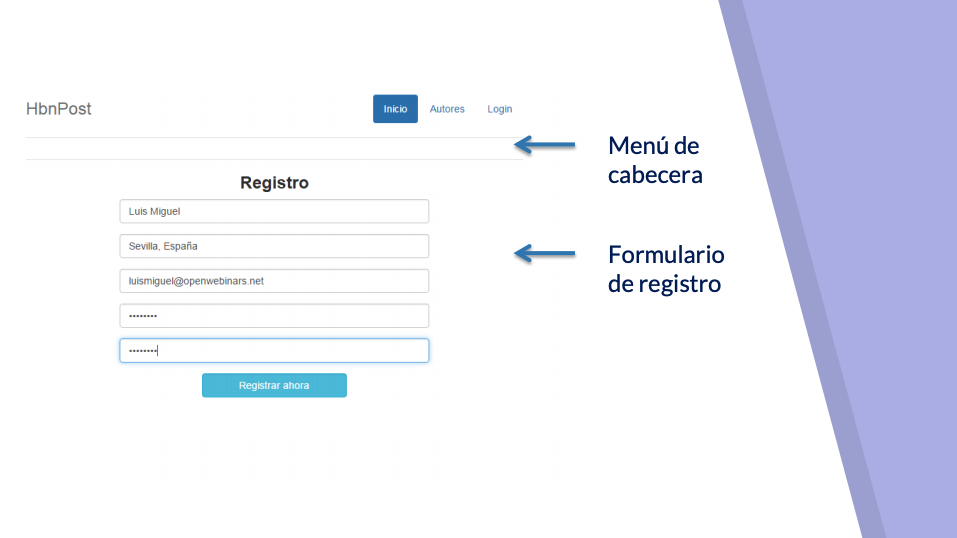 HbnPost
Inicio Autores Login
Menú de
cabecera
Registro
Luis Miguel
Sevilla, España
Formulario
de registro
luismiguel@openwebinars.net
••••••••
••••••••
Registrar ahora